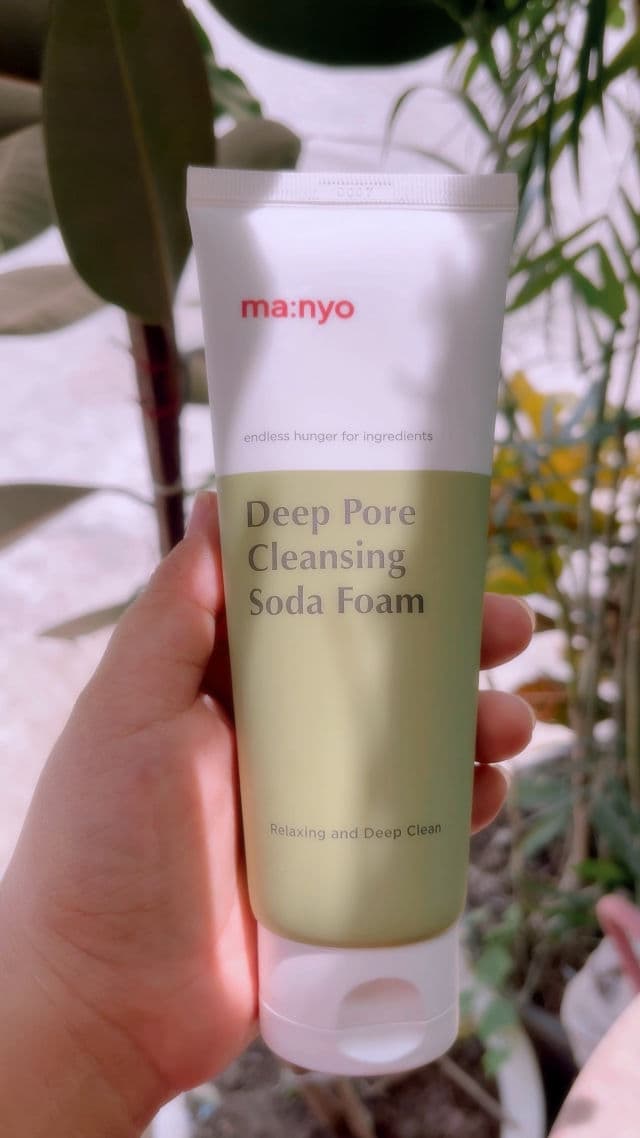 ma:nyo
endless hunger for ingredients
Deep Pore
Cleansing
Soda Foam
Relaxing and Deep Clean